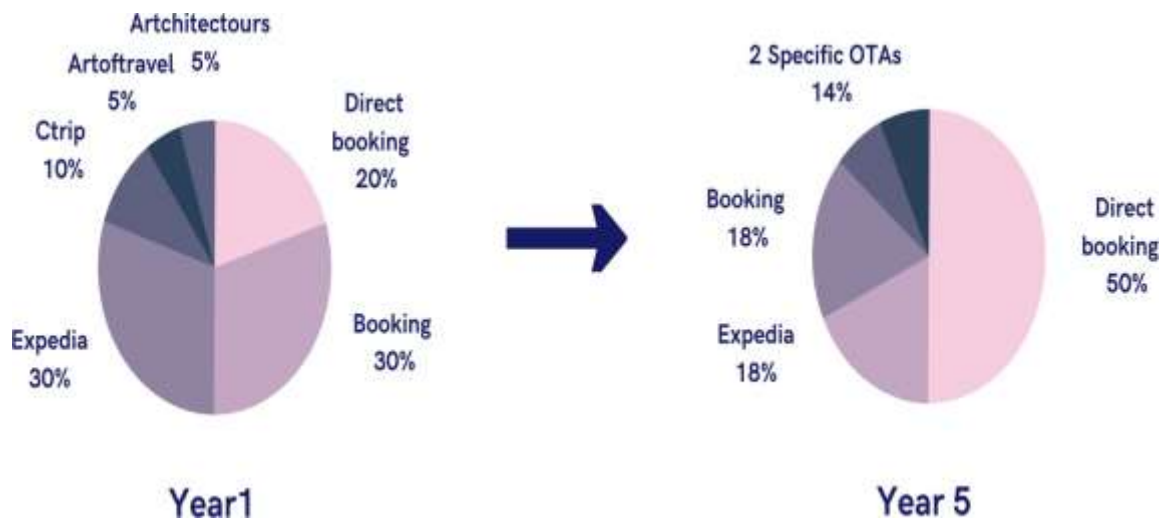 Artchitectours
5%
Artoftravel
5%
Ctrip
10%
Direct
booking
20%
Expedia
30%
Booking
30%
Year1
2 Specific OTAs
14%
Booking
18%
Direct
booking
50%
Expedia
18%
Year 5